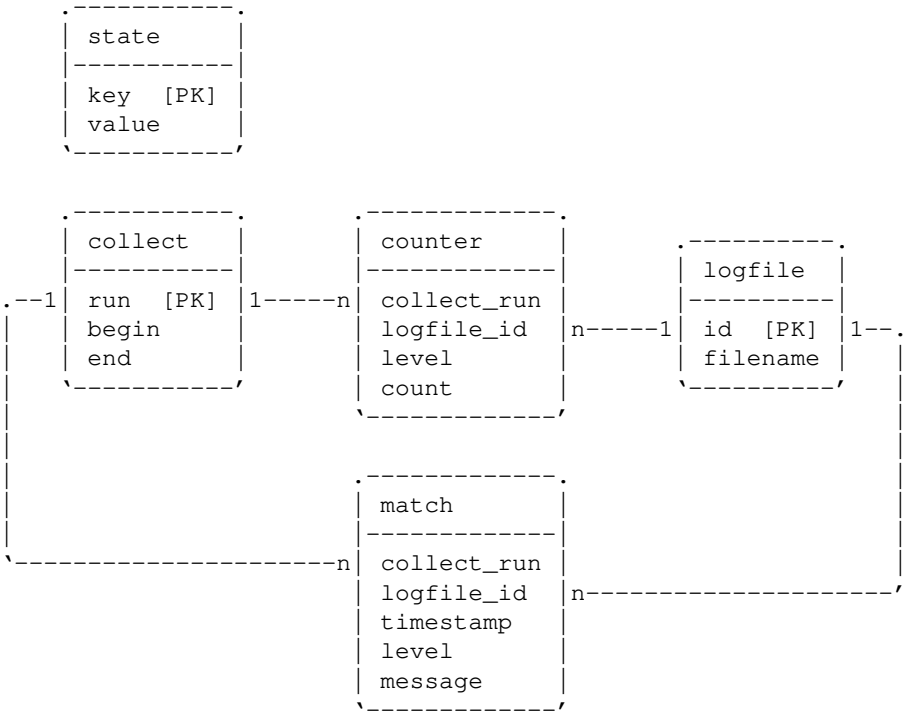 state
key [PK]
value
collect
run [PK]
begin
end
1
1
n
counter
collect_run
logfile_id
level
count
n
1
logfile
id [PK]
filename
1
match
collect_run
logfile_id
timestamp
level
message
n
n